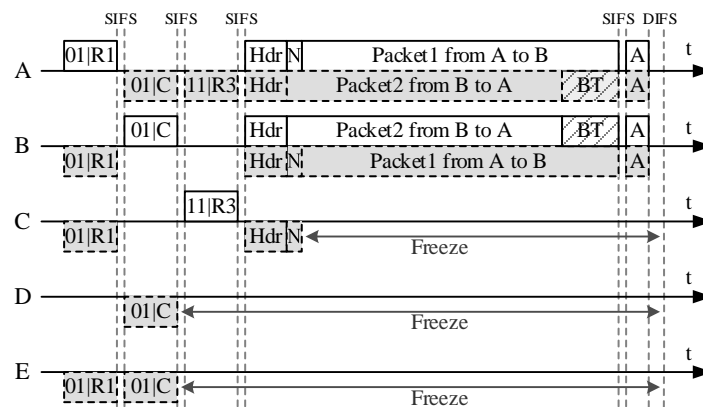 SIFS SIFS SIFS SIFS DIFS
01|R1 Hdr N Packet1 from A to B A t
A
01|C 11|R3 Hdr Packet2 from B to A BT A
01|C Hdr Packet2 from B to A BT A t
B
01|R1 Hdr N Packet1 from A to B A
11|R3 t
C
01|R1 Hdr N Freeze
t
D
01|C Freeze
t
E
01|R1 01|C Freeze